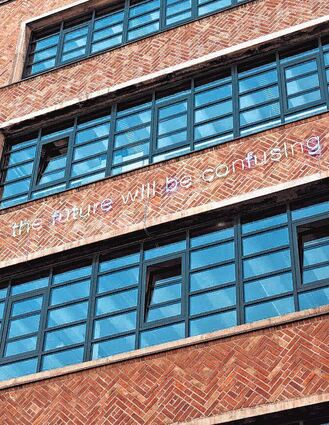 the future will be confusing